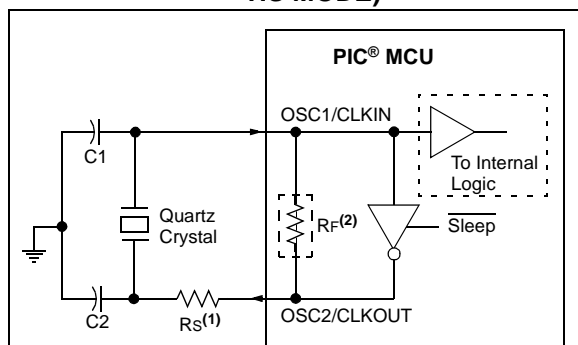 HS MODE)
PIC® MCU
OSC1/CLKIN
C1
To Internal
Logic
Quartz
Crystal
RF(2)
Sleep
C2
RS(1)
OSC2/CLKOUT